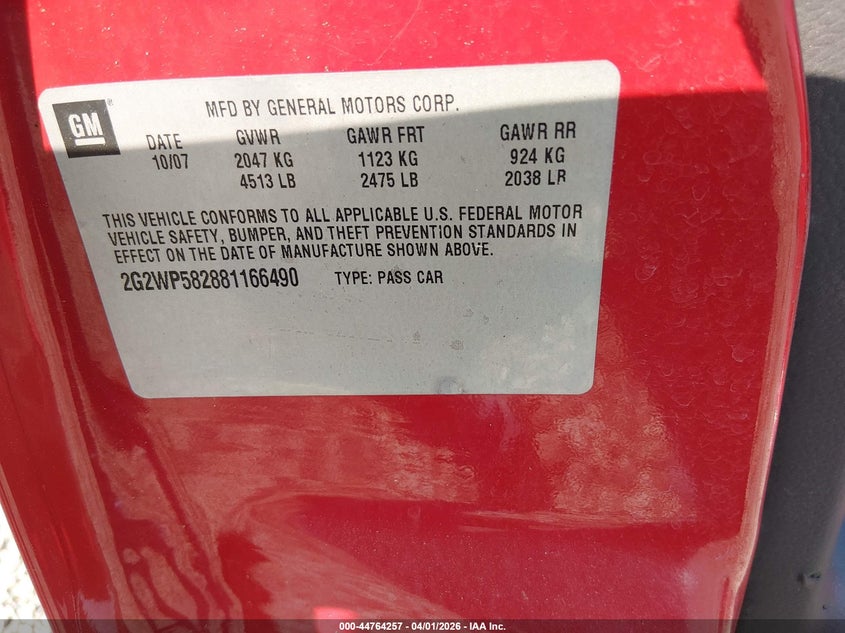 MFD BY GENERAL MOTORS CORP.
GM®
DATE GVWR GAWR FRT GAWR RR
10/07 2047 KG 1123 KG 924 KG
4513 LB 2475 LB 2038 LB
THIS VEHICLE CONFORMS TO ALL APPLICABLE U.S. FEDERAL MOTOR
VEHICLE SAFETY, BUMPER, AND THEFT PREVENTION STANDARDS IN
EFFECT ON THE DATE OF MANUFACTURE SHOWN ABOVE.
2G2WP582881166490 TYPE: PASS CAR
000-44764257 - 04/01/2026 - IAA Inc.